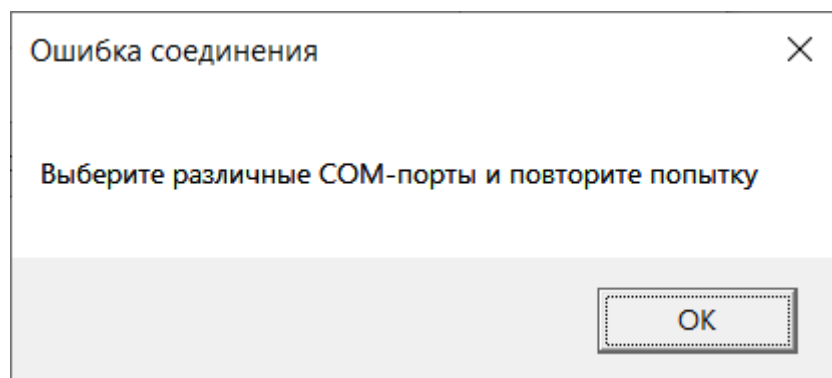 Ошибка соединения
Выберите различные COM-порты и повторите попытку
OK